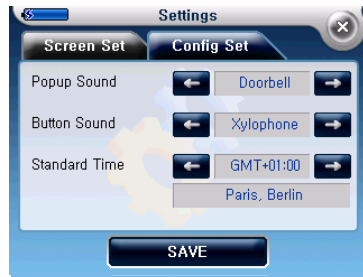 Settings
Screen Set Config Set
Popup Sound Doorbell
Button Sound Xylophone
Standard Time GMT+01:00
Paris, Berlin
SAVE